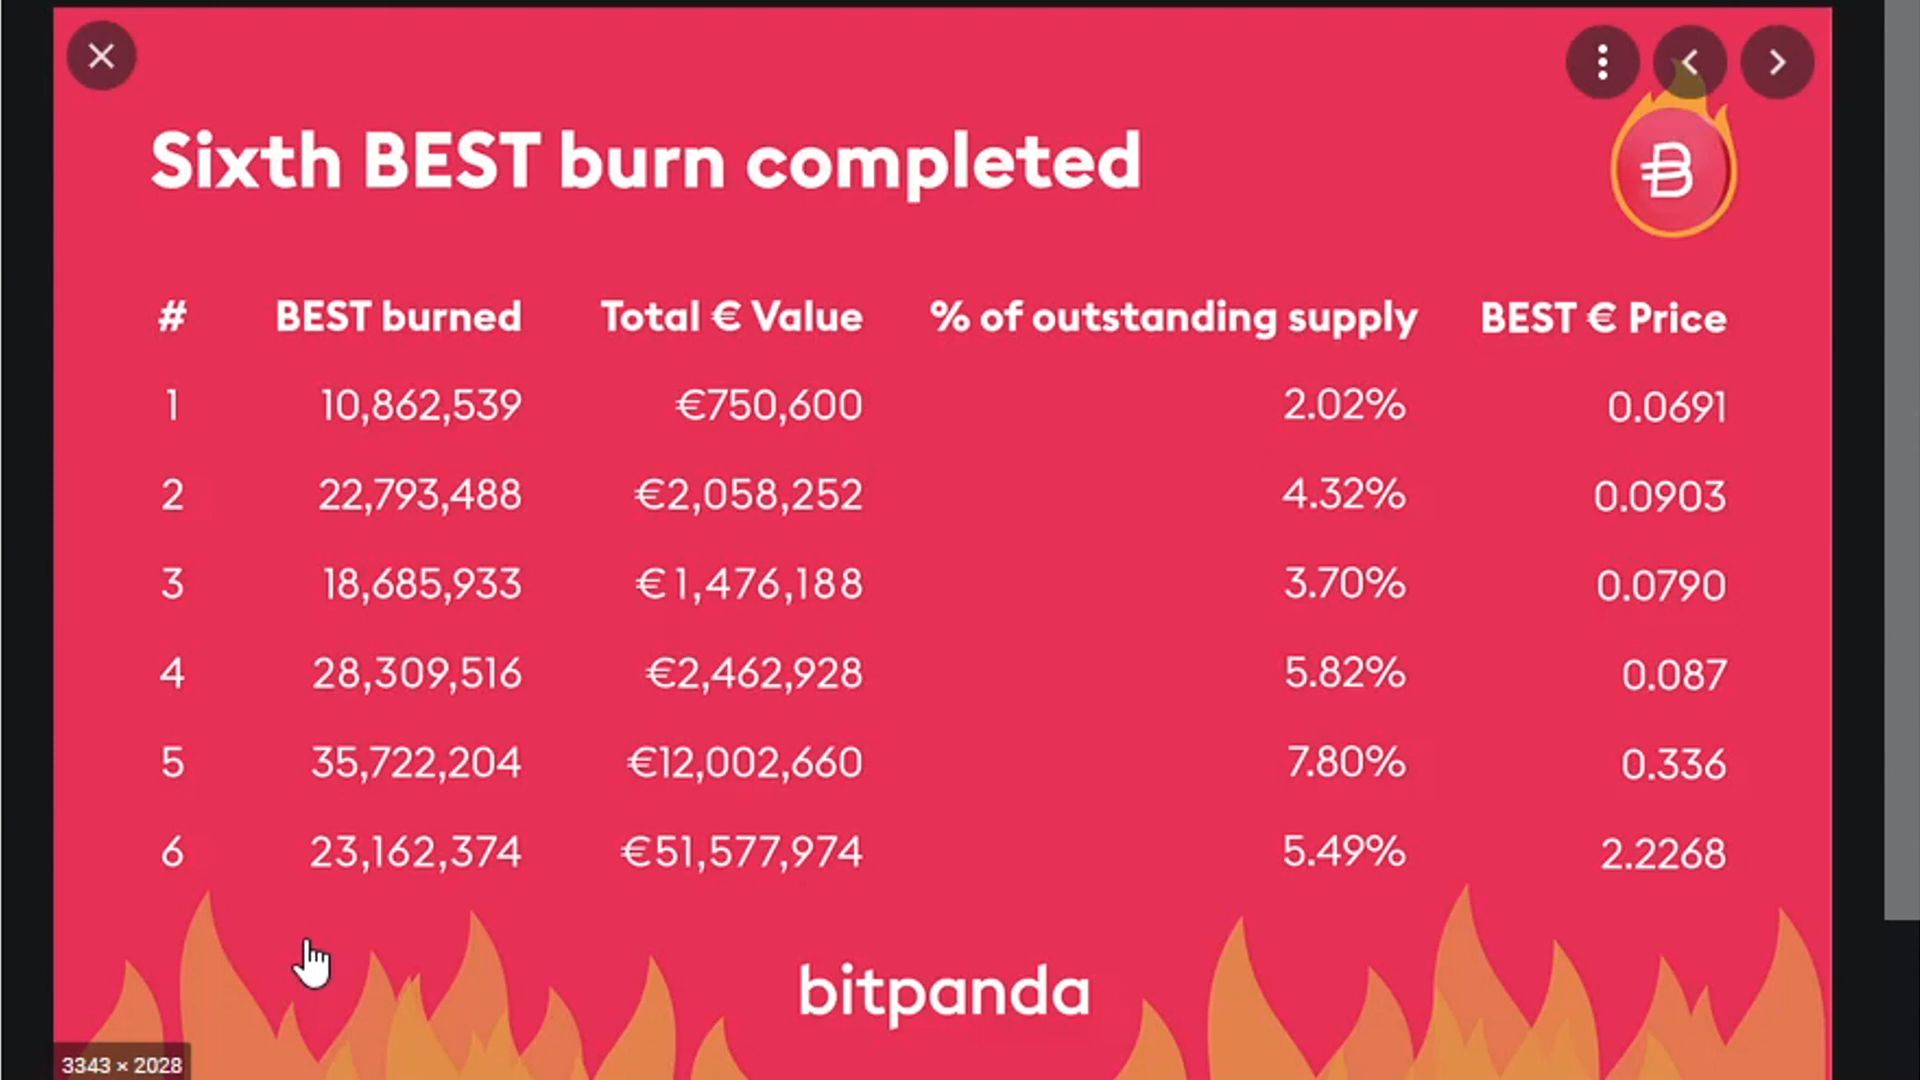 Sixth BEST burn completed
# BEST burned Total € Value % of outstanding supply BEST € Price
1 10,862,539 €750,600 2.02% 0.0691
2 22,793,488 €2,058,252 4.32% 0.0903
3 18,685,933 €1,476,188 3.70% 0.0790
4 28,309,516 €2,462,928 5.82% 0.087
5 35,722,204 €12,002,660 7.80% 0.336
6 23,162,374 €51,577,974 5.49% 2.2268
bitpanda
3343 × 2028